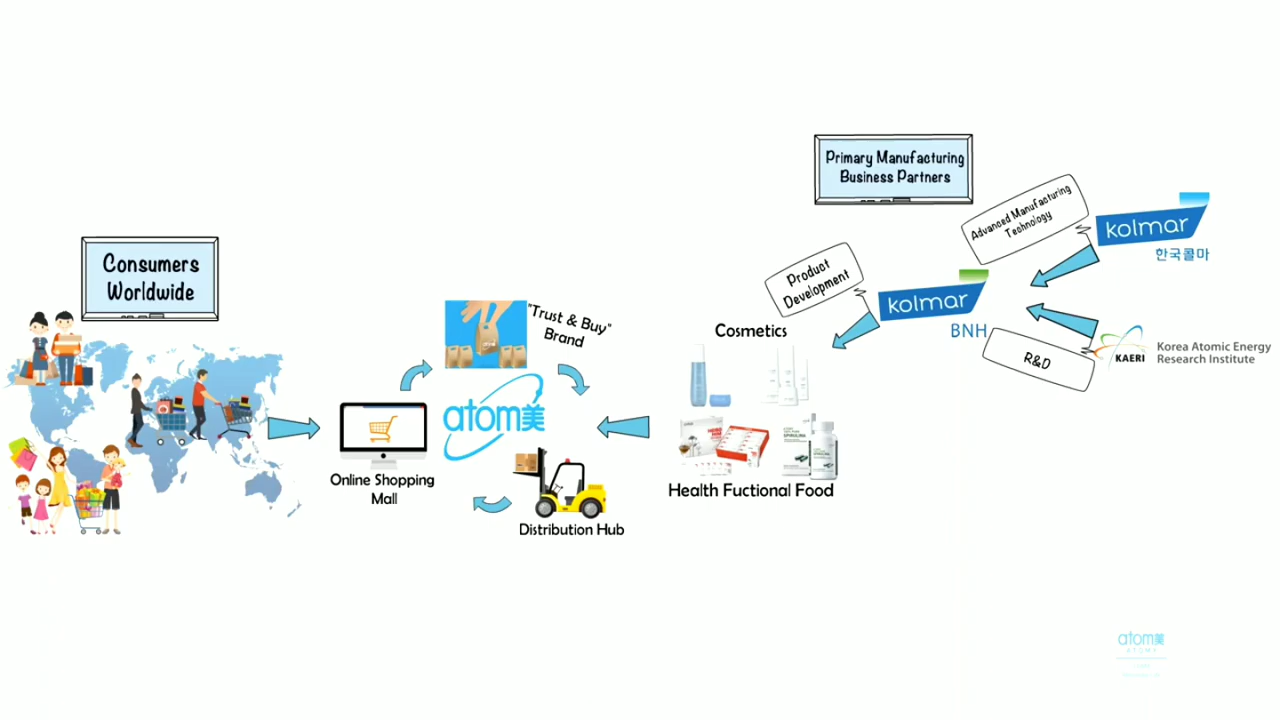 Consumers
Worldwide
Online Shopping
Mall
"Trust & Buy"
Brand
atom美
Distribution Hub
Cosmetics
Health Fuctional Food
Primary Manufacturing
Business Partners
Product
Development
kolmar
BNH
Advanced Manufacturing
Technology
kolmar
한국콜마
R&D
KAERI
Korea Atomic Energy
Research Institute
SPIRULINA
atom美
ATOMY